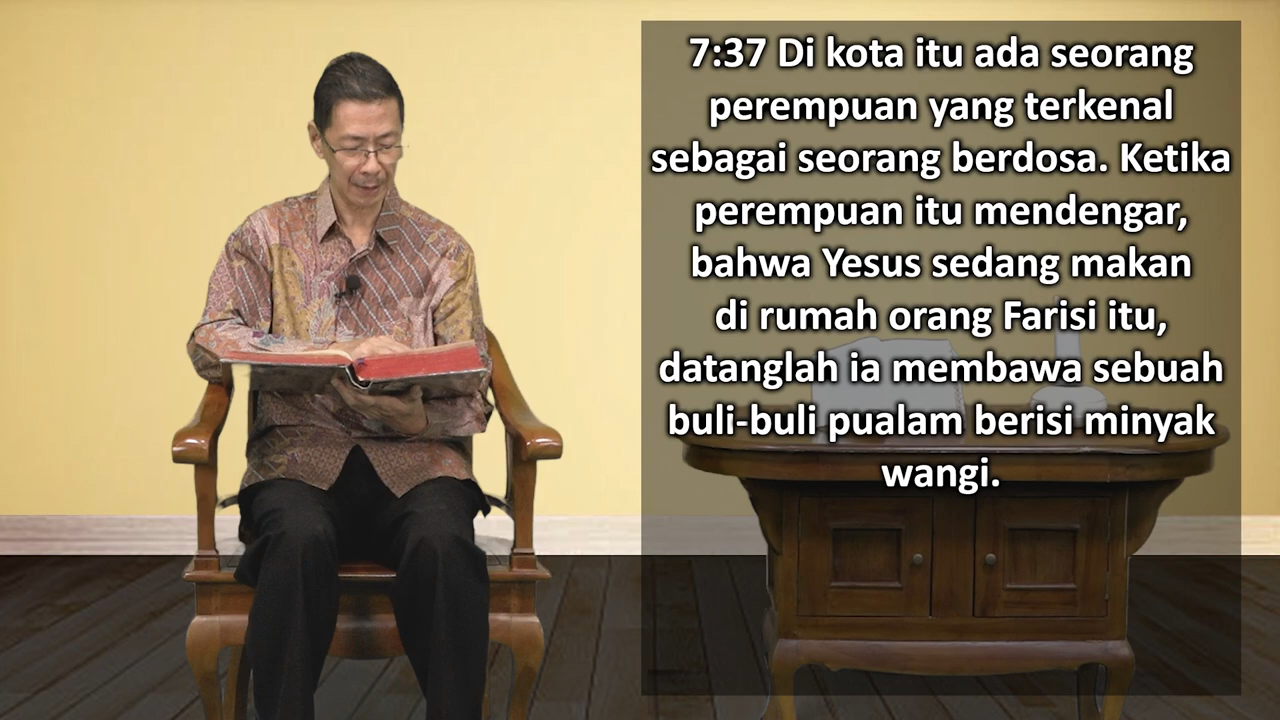 7:37 Di kota itu ada seorang
perempuan yang terkenal
sebagai seorang berdosa. Ketika
perempuan itu mendengar,
bahwa Yesus sedang makan
di rumah orang Farisi itu,
datanglah ia membawa sebuah
buli-buli pualam berisi minyak
wangi.